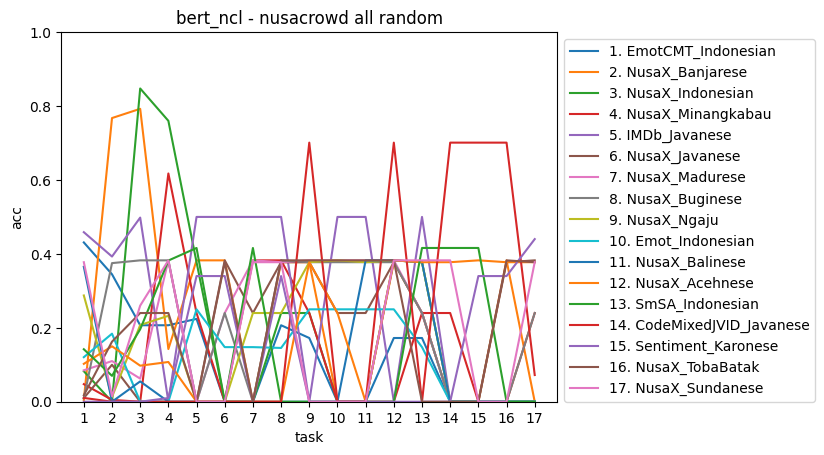 bert_ncl - nusacrowd all random
1.0
0.8
0.6
0.4
0.2
0.0
acc
1 2 3 4 5 6 7 8 9 10 11 12 13 14 15 16 17
task
1. EmotCMT_Indonesian
2. NusaX_Banjarese
3. NusaX_Indonesian
4. NusaX_Minangkabau
5. IMDb_Javanese
6. NusaX_Javanese
7. NusaX_Madurese
8. NusaX_Buginese
9. NusaX_Ngaju
10. Emot_Indonesian
11. NusaX_Balinese
12. NusaX_Acehnese
13. SmSA_Indonesian
14. CodeMixedJVID_Javanese
15. Sentiment_Karonese
16. NusaX_TobaBatak
17. NusaX_Sundanese